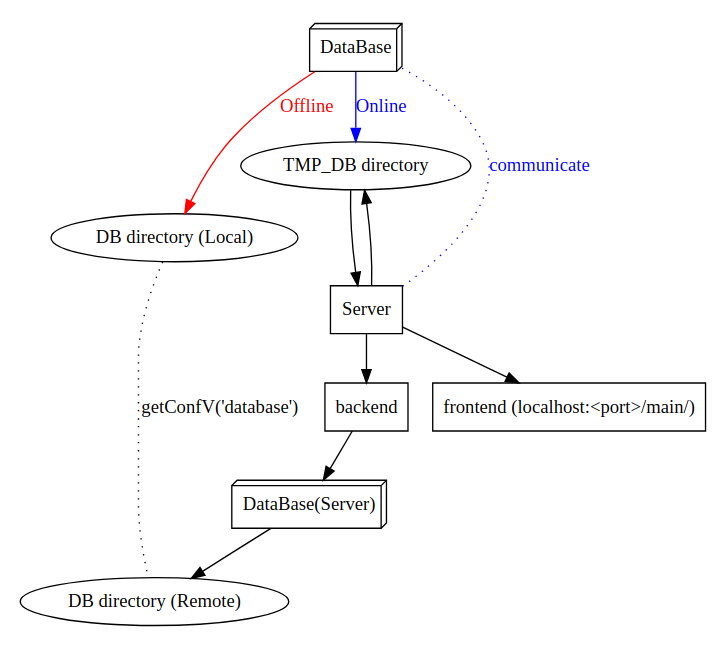 DataBase
Offline
Online
TMP_DB directory
communicate
DB directory (Local)
Server
getConfV('database')
backend
frontend (localhost:<port>/main/)
DataBase(Server)
DB directory (Remote)